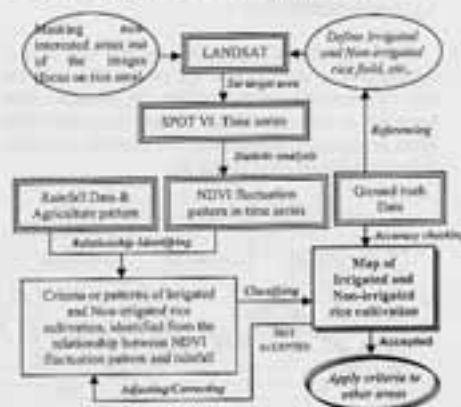 Masking non
interested areas out
of the images
(focus on rice area)
LANDSAT
Define Irrigated
and Non-irrigated
rice field, etc.,
Set target area
SPOT VI. Time series
Referencing
Statistic analysis
Rainfall Data &
Agriculture pattern
NDVI fluctuation
pattern in time series
Ground truth
Data
Relationship Identifying
Accuracy checking
Criteria or patterns of Irrigated
and Non-irrigated rice
cultivation, identified from the
relationship between NDVI
fluctuation pattern and rainfall
Classifying
Map of
Irrigated and
Non-irrigated
rice cultivation
Not
accepted
Accepted
Adjusting/Correcting
Apply criteria to
other areas